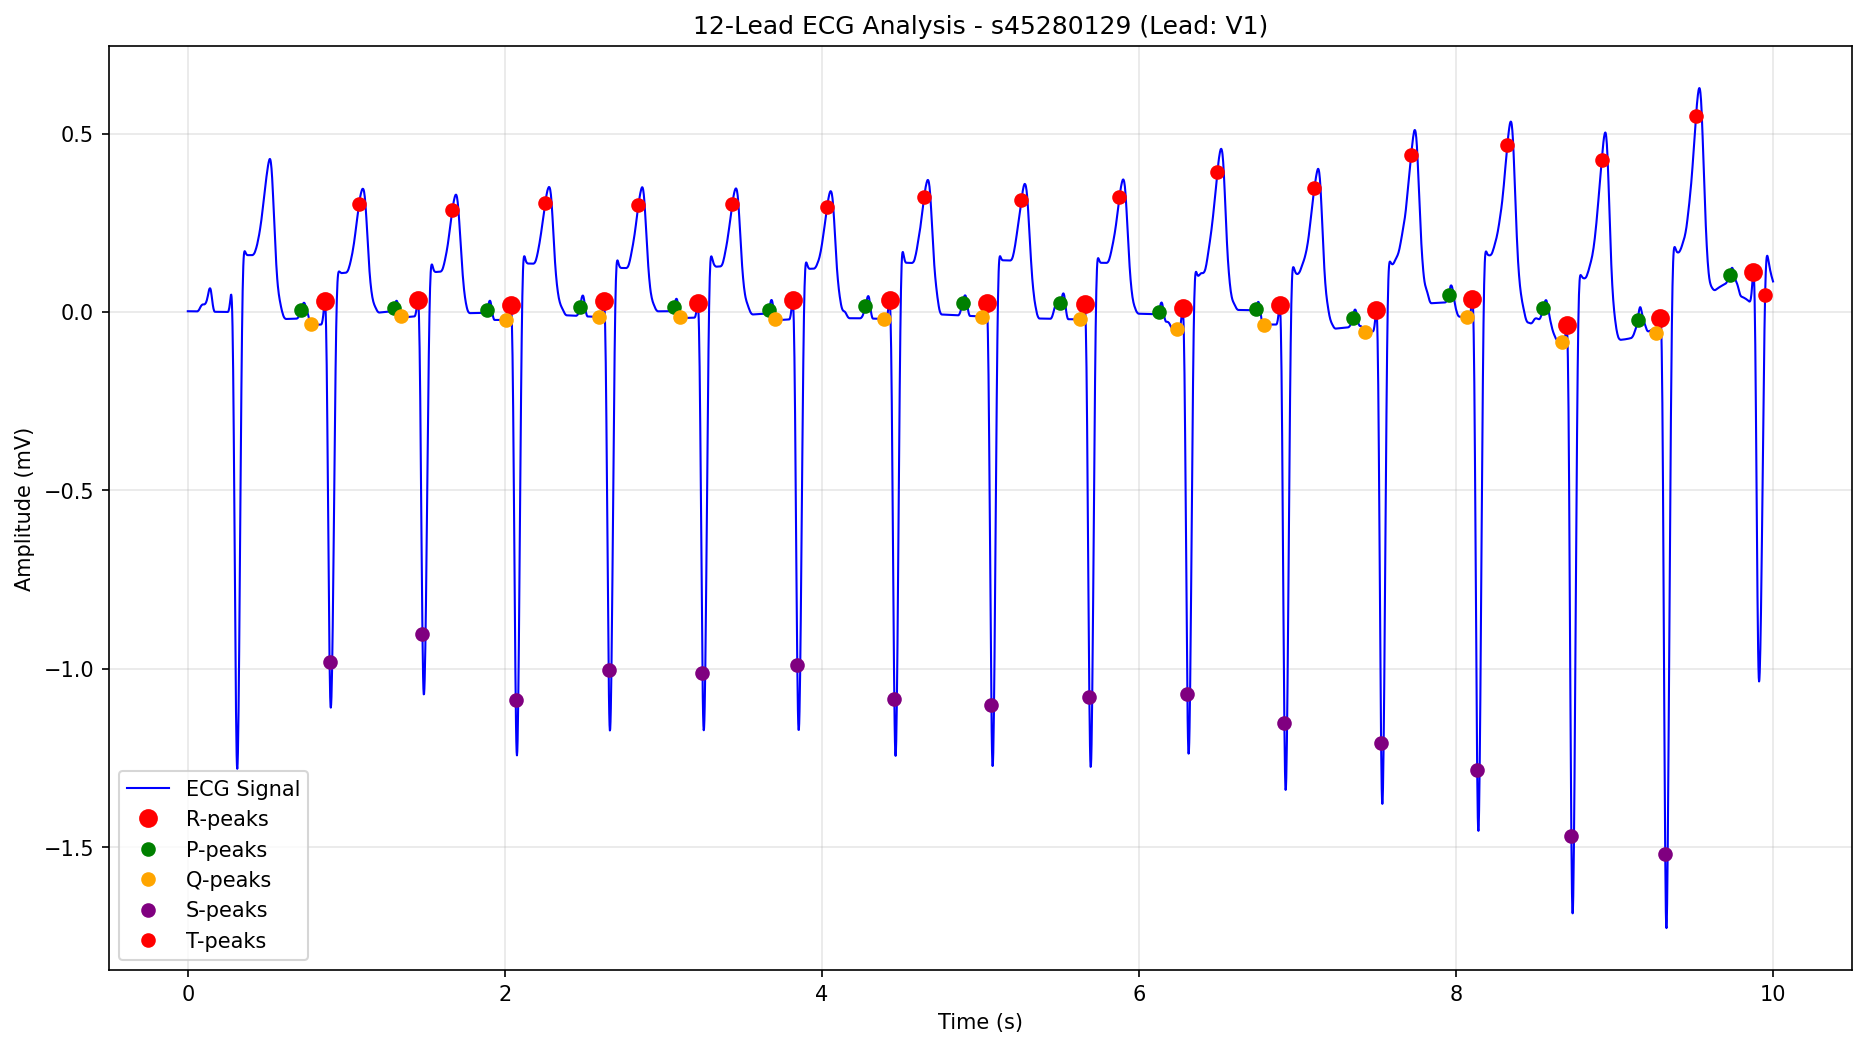 12-Lead ECG Analysis - s45280129 (Lead: V1)
Amplitude (mV)
0.5
0.0
−0.5
−1.0
−1.5
ECG Signal
R-peaks
P-peaks
Q-peaks
S-peaks
T-peaks
0 2 4 6 8 10
Time (s)